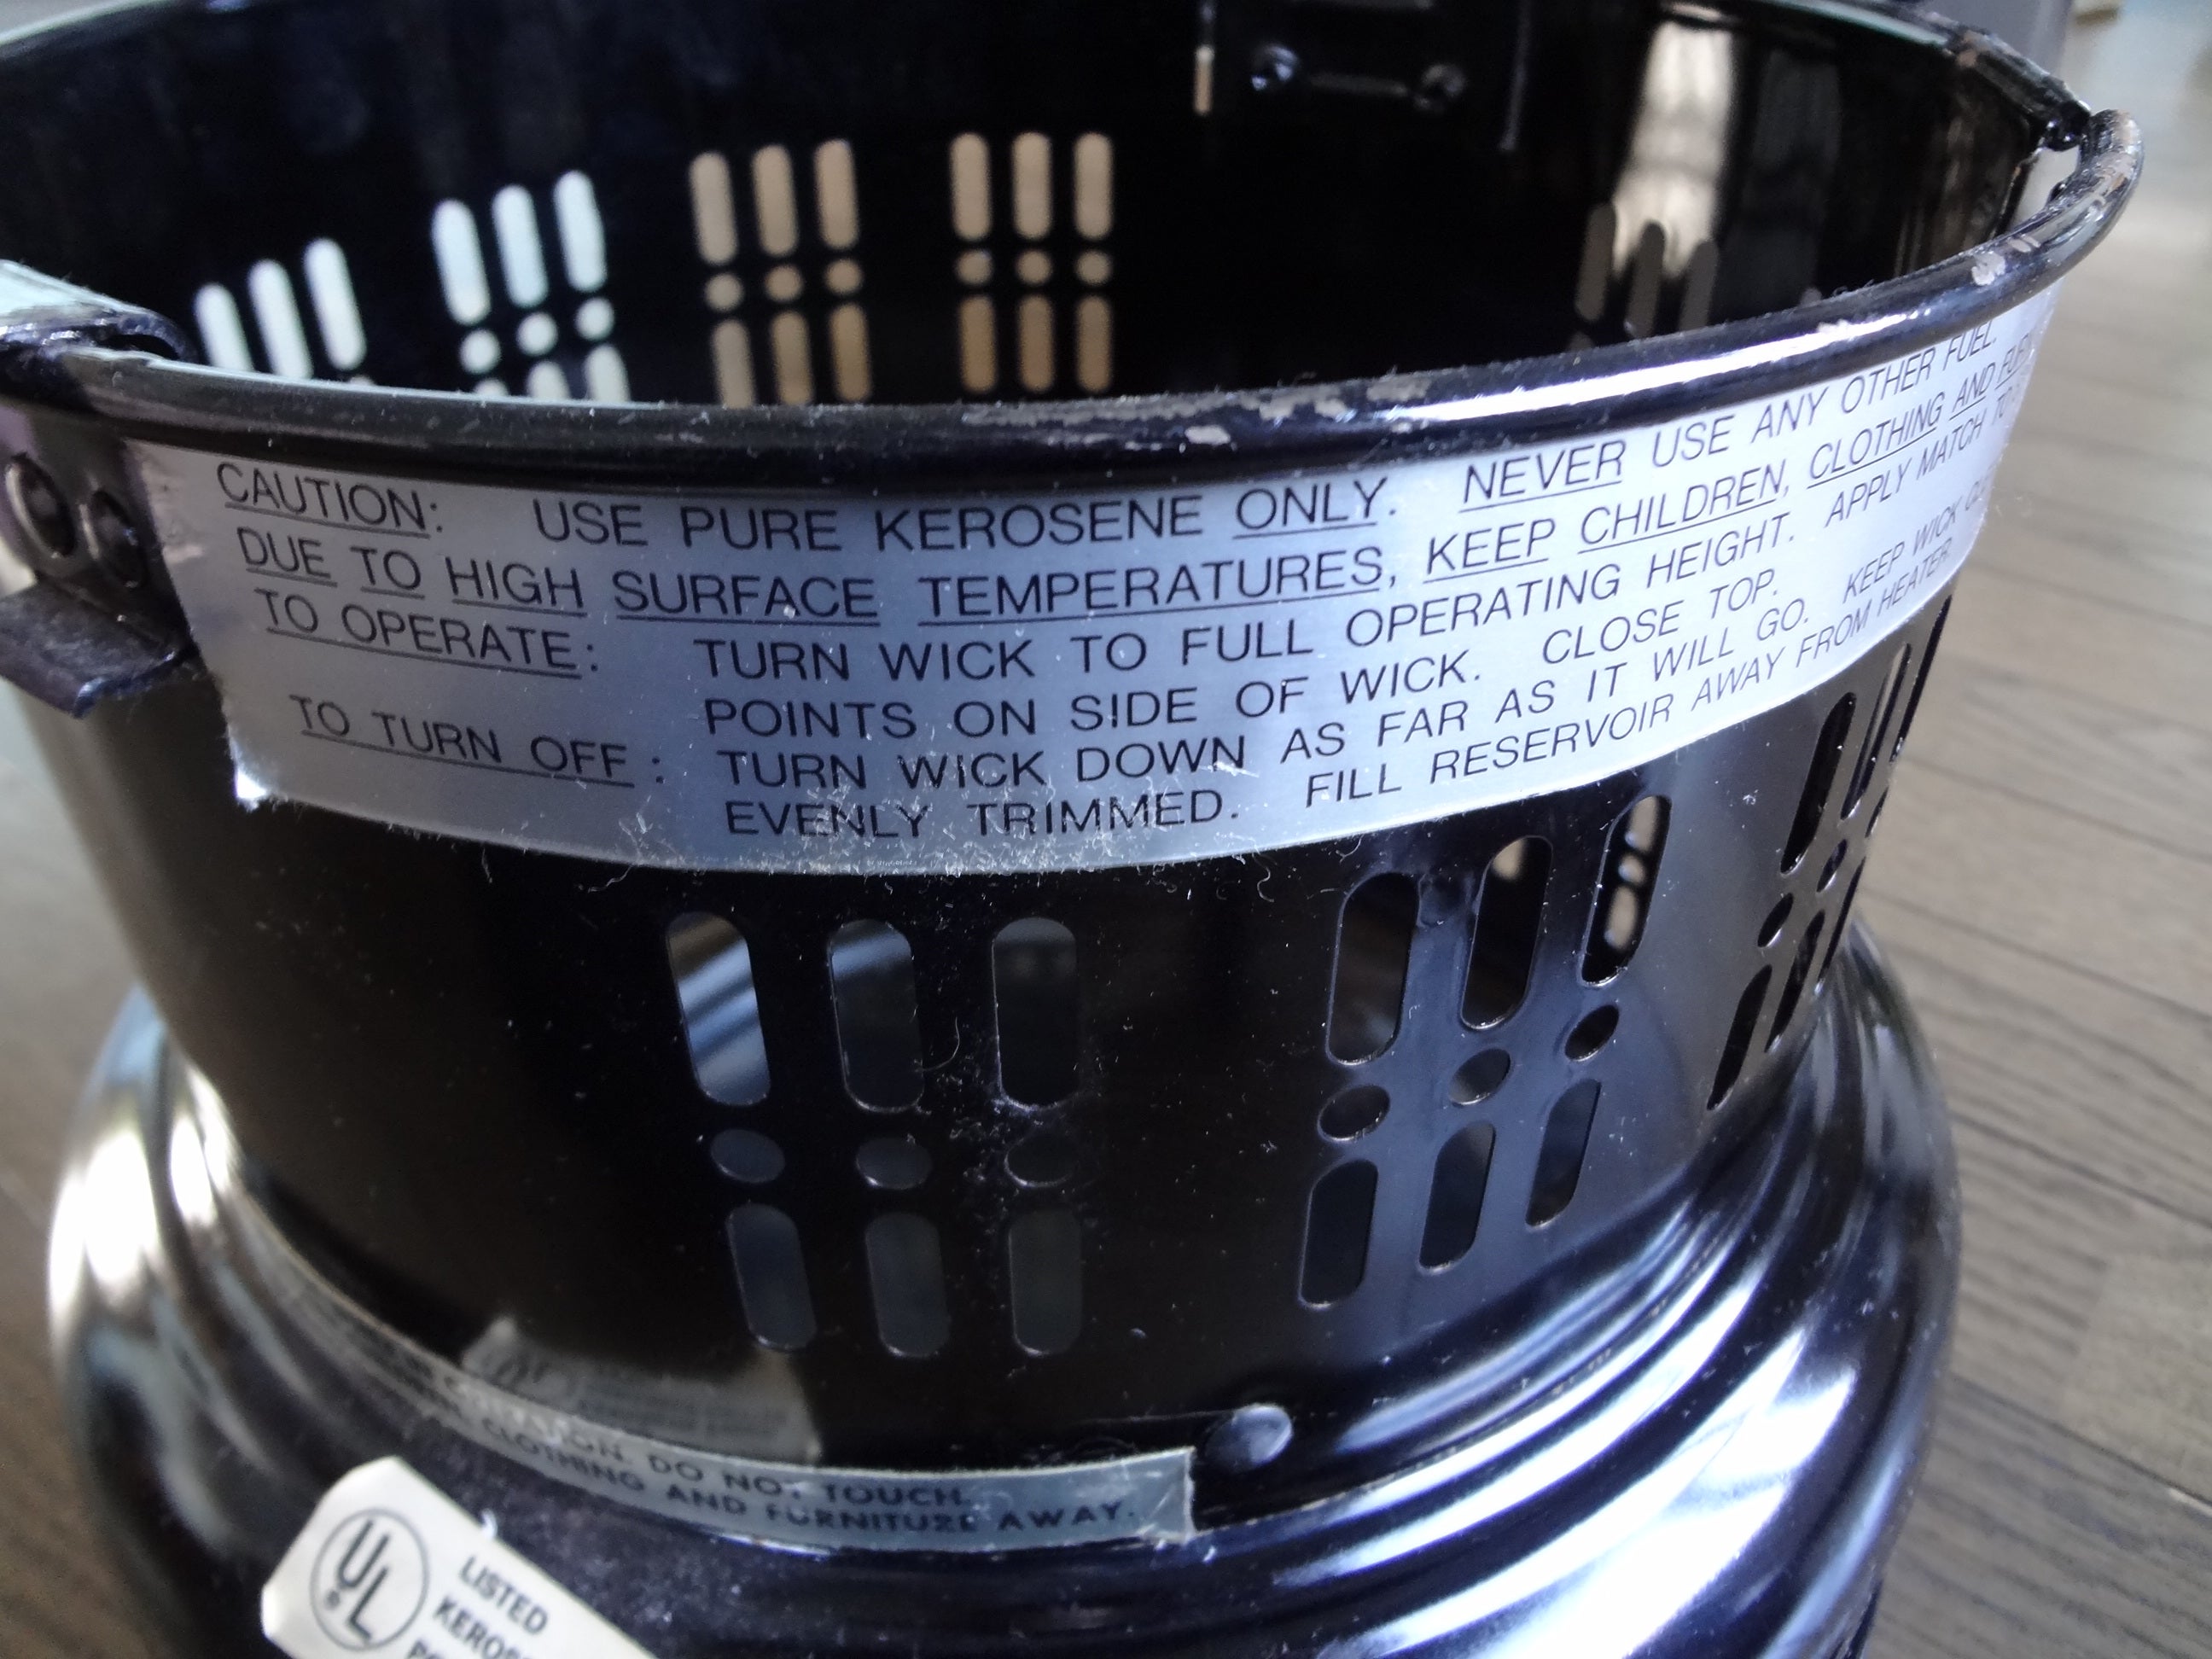 CAUTION: USE PURE KEROSENE ONLY. NEVER USE ANY OTHER FUEL.
DUE TO HIGH SURFACE TEMPERATURES, KEEP CHILDREN, CLOTHING AND
TO OPERATE: TURN WICK TO FULL OPERATING HEIGHT. APPLY MATCH TO
POINTS ON SIDE OF WICK. CLOSE TOP.
TO TURN OFF: TURN WICK DOWN AS FAR AS IT WILL GO. KEEP WICK
EVENLY TRIMMED. FILL RESERVOIR AWAY FROM HEATER.
DO NOT TOUCH.
CLOTHING AND FURNITURE AWAY.
UL
LISTED